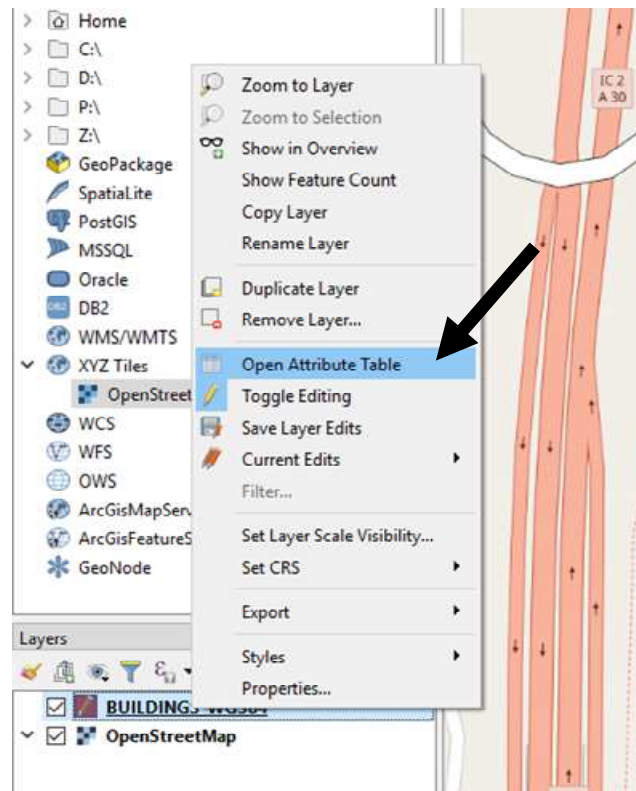 Home
C:\
D:\
P:\
Z:\
GeoPackage
SpatiaLite
PostGIS
MSSQL
Oracle
DB2
DB2
WMS/WMTS
XYZ Tiles
OpenStreet
WCS
WFS
OWS
ArcGisMapServ
ArcGisFeatureS
GeoNode
Zoom to Layer
Zoom to Selection
Show in Overview
Show Feature Count
Copy Layer
Rename Layer
Duplicate Layer
Remove Layer...
Open Attribute Table
Toggle Editing
Save Layer Edits
Current Edits
Filter...
Set Layer Scale Visibility...
Set CRS
Export
Styles
Properties...
IC 2
A 30
Layers
OpenStreetMap